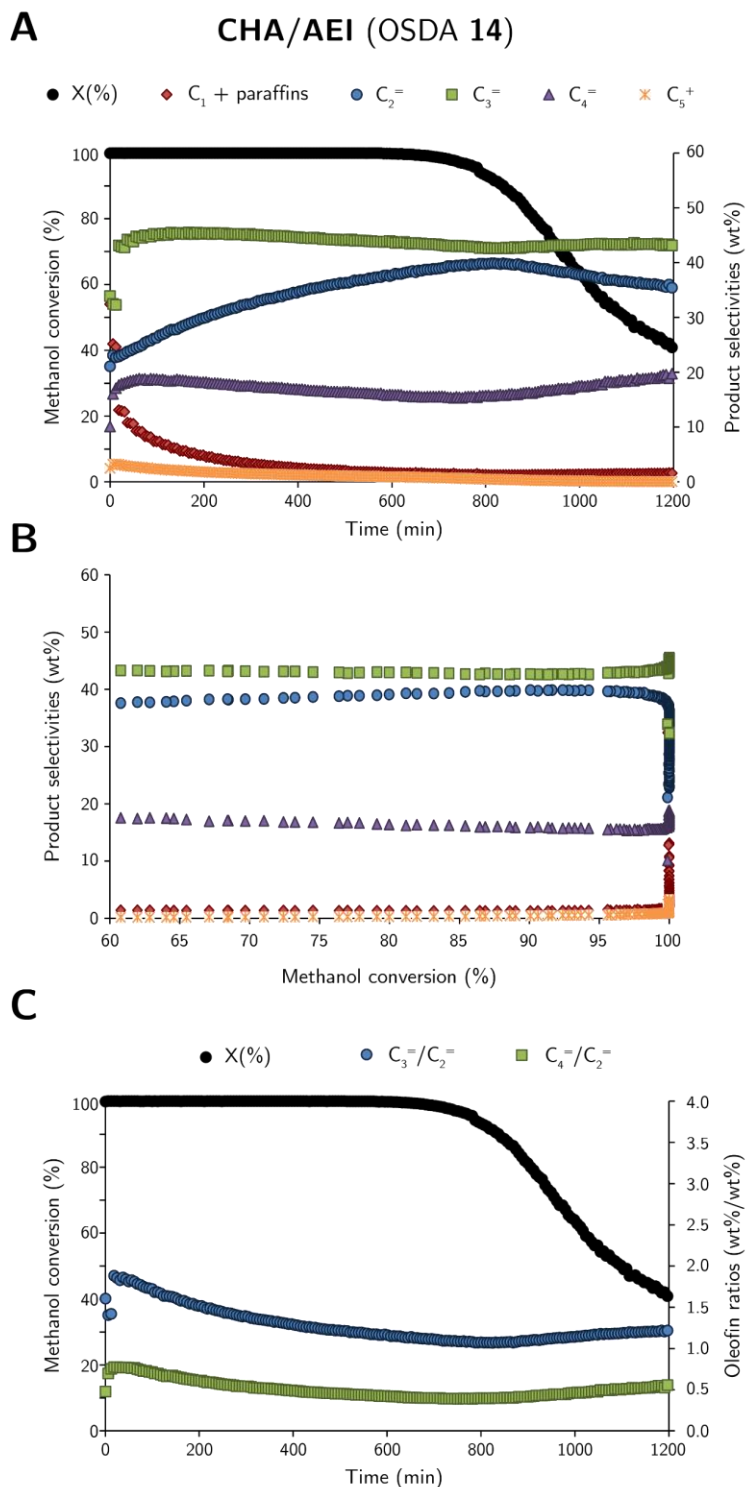 A CHA/AEI (OSDA 14)
X(%) C₁ + paraffins C₂⁼ C₃⁼ C₄⁼ C₅⁺
100 80 60 40 20 0
Methanol conversion (%)
60 50 40 30 20 10 0
Product selectivities (wt%)
0 200 400 600 800 1000 1200
Time (min)
B
60 50 40 30 20 10 0
Product selectivities (wt%)
60 65 70 75 80 85 90 95 100
Methanol conversion (%)
C
X(%) C₃⁼/C₂⁼ C₄⁼/C₂⁼
100 80 60 40 20 0
Methanol conversion (%)
4.0 3.5 3.0 2.5 2.0 1.5 1.0 0.5 0.0
Oleofin ratios (wt%/wt%)
0 200 400 600 800 1000 1200
Time (min)